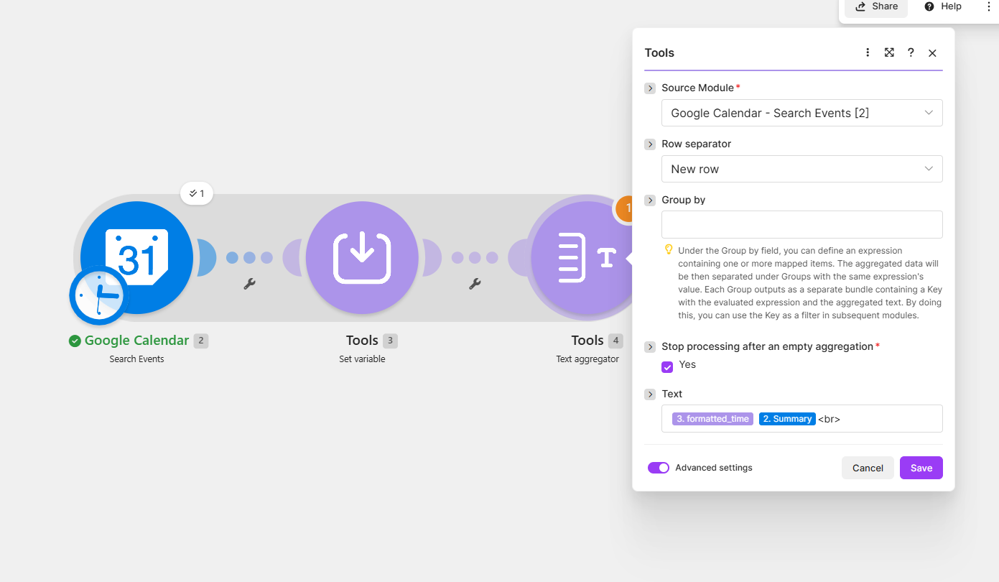 Share
Help
Tools
?
Source Module*
Google Calendar - Search Events [2]
Row separator
New row
Group by
Under the Group by field, you can define an expression
containing one or more mapped items. The aggregated data will
be then separated under Groups with the same expression's
value. Each Group outputs as a separate bundle containing a Key
with the evaluated expression and the aggregated text. By doing
this, you can use the Key as a filter in subsequent modules.
Stop processing after an empty aggregation*
Yes
Text
3. formatted_time 2. Summary <br>
Advanced settings
Cancel
Save
1
31
Google Calendar 2
Search Events
Tools 3
Set variable
1
T
Tools 4
Text aggregator